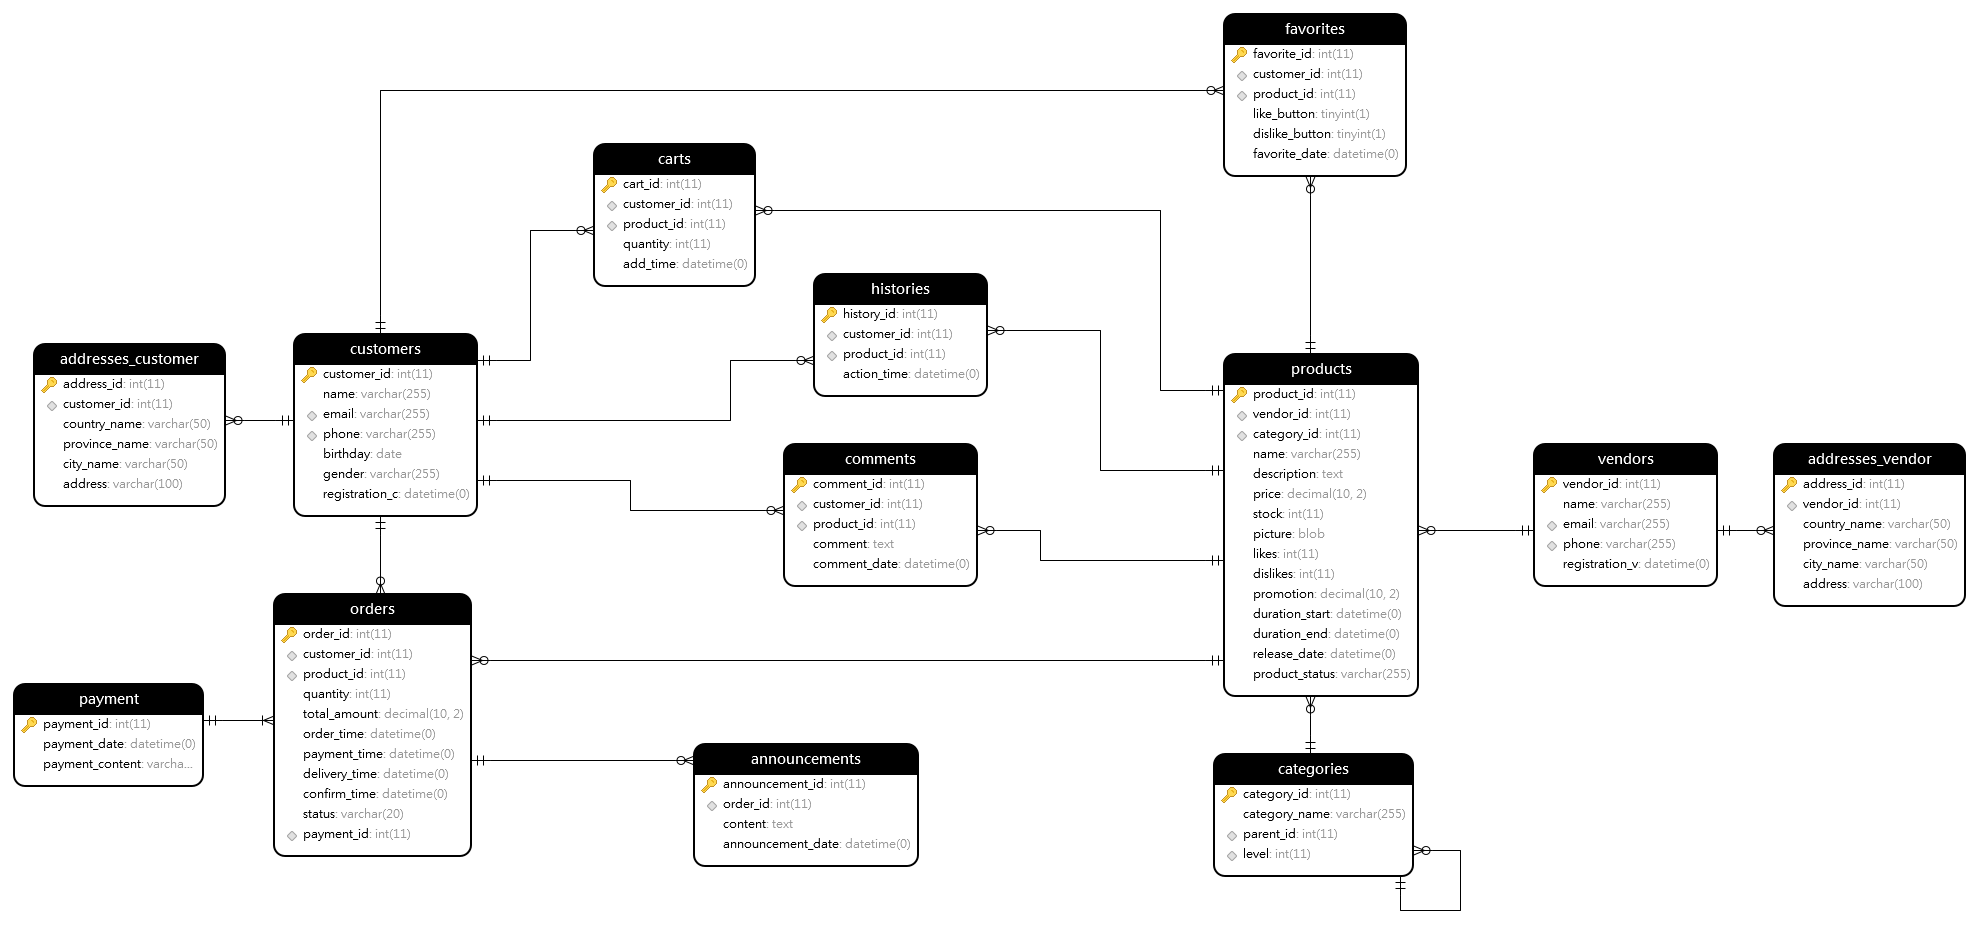 favorites
favorite_id: int(11)
customer_id: int(11)
product_id: int(11)
like_button: tinyint(1)
dislike_button: tinyint(1)
favorite_date: datetime(0)
carts
cart_id: int(11)
customer_id: int(11)
product_id: int(11)
quantity: int(11)
add_time: datetime(0)
histories
history_id: int(11)
customer_id: int(11)
product_id: int(11)
action_time: datetime(0)
customers
customer_id: int(11)
name: varchar(255)
email: varchar(255)
phone: varchar(255)
birthday: date
gender: varchar(255)
registration_c: datetime(0)
addresses_customer
address_id: int(11)
customer_id: int(11)
country_name: varchar(50)
province_name: varchar(50)
city_name: varchar(50)
address: varchar(100)
products
product_id: int(11)
vendor_id: int(11)
category_id: int(11)
name: varchar(255)
description: text
price: decimal(10, 2)
stock: int(11)
picture: blob
likes: int(11)
dislikes: int(11)
promotion: decimal(10, 2)
duration_start: datetime(0)
duration_end: datetime(0)
release_date: datetime(0)
product_status: varchar(255)
comments
comment_id: int(11)
customer_id: int(11)
product_id: int(11)
comment: text
comment_date: datetime(0)
vendors
vendor_id: int(11)
name: varchar(255)
email: varchar(255)
phone: varchar(255)
registration_v: datetime(0)
addresses_vendor
address_id: int(11)
vendor_id: int(11)
country_name: varchar(50)
province_name: varchar(50)
city_name: varchar(50)
address: varchar(100)
orders
order_id: int(11)
customer_id: int(11)
product_id: int(11)
quantity: int(11)
total_amount: decimal(10, 2)
order_time: datetime(0)
payment_time: datetime(0)
delivery_time: datetime(0)
confirm_time: datetime(0)
status: varchar(20)
payment_id: int(11)
payment
payment_id: int(11)
payment_date: datetime(0)
payment_content: varcha...
announcements
announcement_id: int(11)
order_id: int(11)
content: text
announcement_date: datetime(0)
categories
category_id: int(11)
category_name: varchar(255)
parent_id: int(11)
level: int(11)